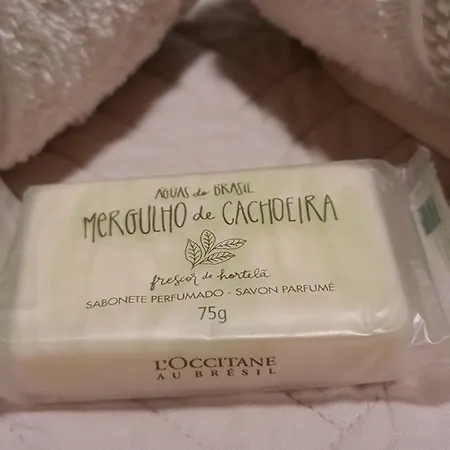 ÁGUAS do BRASIL
MERGULHO de CACHOEIRA
frescor de hortelã
SABONETE PERFUMADO - SAVON PARFUMÉ
75g
L'OCCITANE
AU BRÉSIL